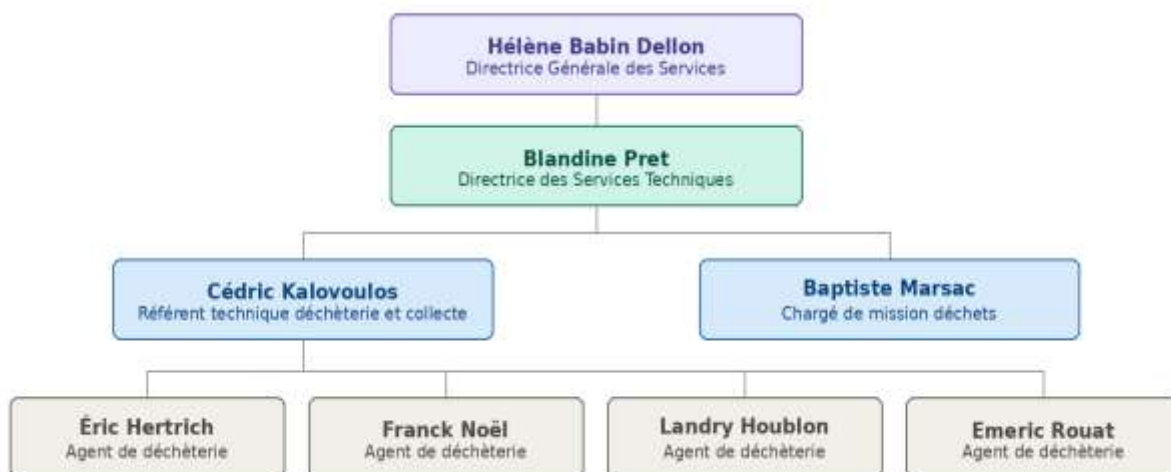 Hélène Babin Dellon
Directrice Générale des Services
Blandine Pret
Directrice des Services Techniques
Cédric Kalovoulos
Référent technique déchèterie et collecte
Baptiste Marsac
Chargé de mission déchets
Éric Hertrich
Agent de déchèterie
Franck Noël
Agent de déchèterie
Landry Houblon
Agent de déchèterie
Emeric Rouat
Agent de déchèterie